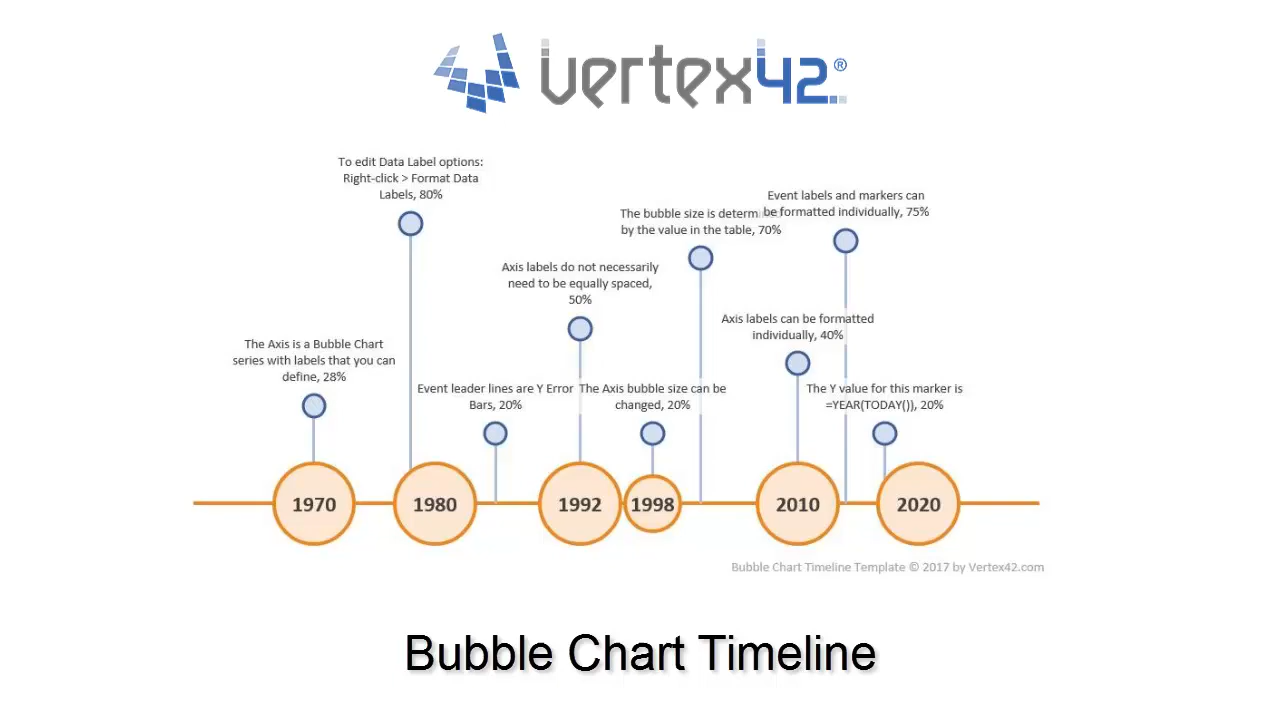 vertex42®
To edit Data Label options:
Right-click > Format Data
Labels, 80%
Event labels and markers can
be formatted individually, 75%
The bubble size is determ
by the value in the table, 70%
Axis labels do not necessarily
need to be equally spaced,
50%
Axis labels can be formatted
individually, 40%
The Axis is a Bubble Chart
series with labels that you can
define, 28%
Event leader lines are Y Error
Bars, 20%
The Axis bubble size can be
changed, 20%
The Y value for this marker is
=YEAR(TODAY()), 20%
1970
1980
1992
1998
2010
2020
Bubble Chart Timeline Template © 2017 by Vertex42.com
Bubble Chart Timeline